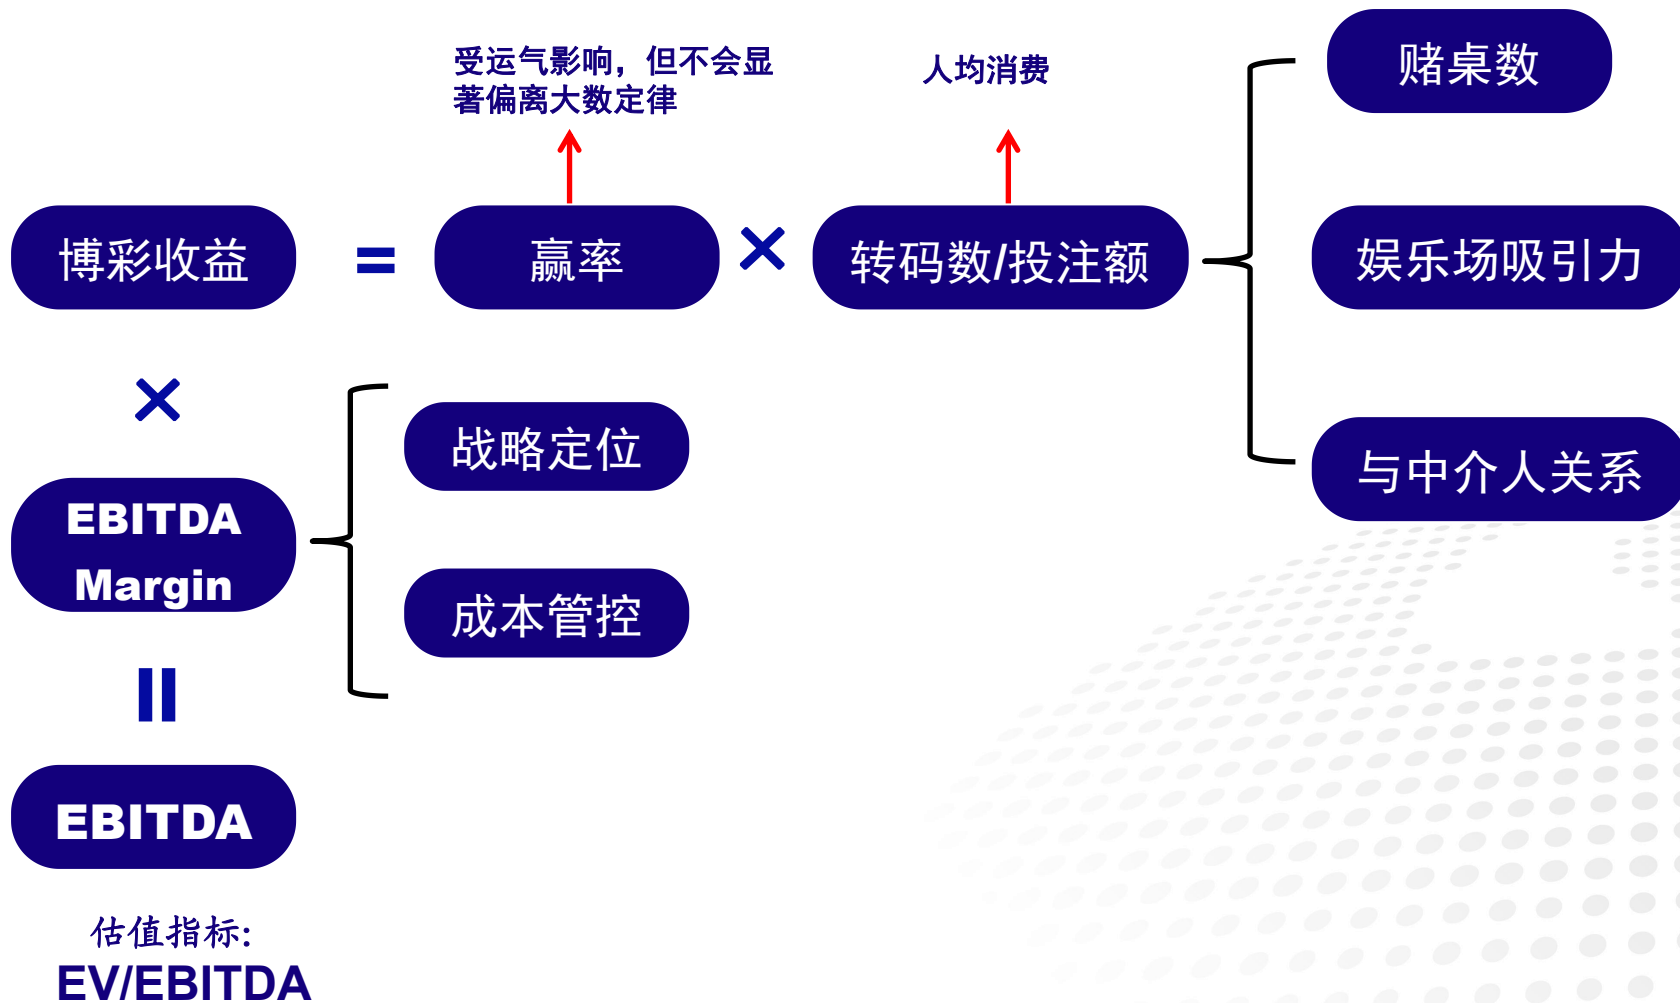 受运气影响，但不会显
著偏离大数定律
人均消费
赌桌数
博彩收益
=
赢率
×
转码数/投注额
娱乐场吸引力
×
战略定位
与中介人关系
EBITDA
Margin
成本管控
=
EBITDA
估值指标:
EV/EBITDA